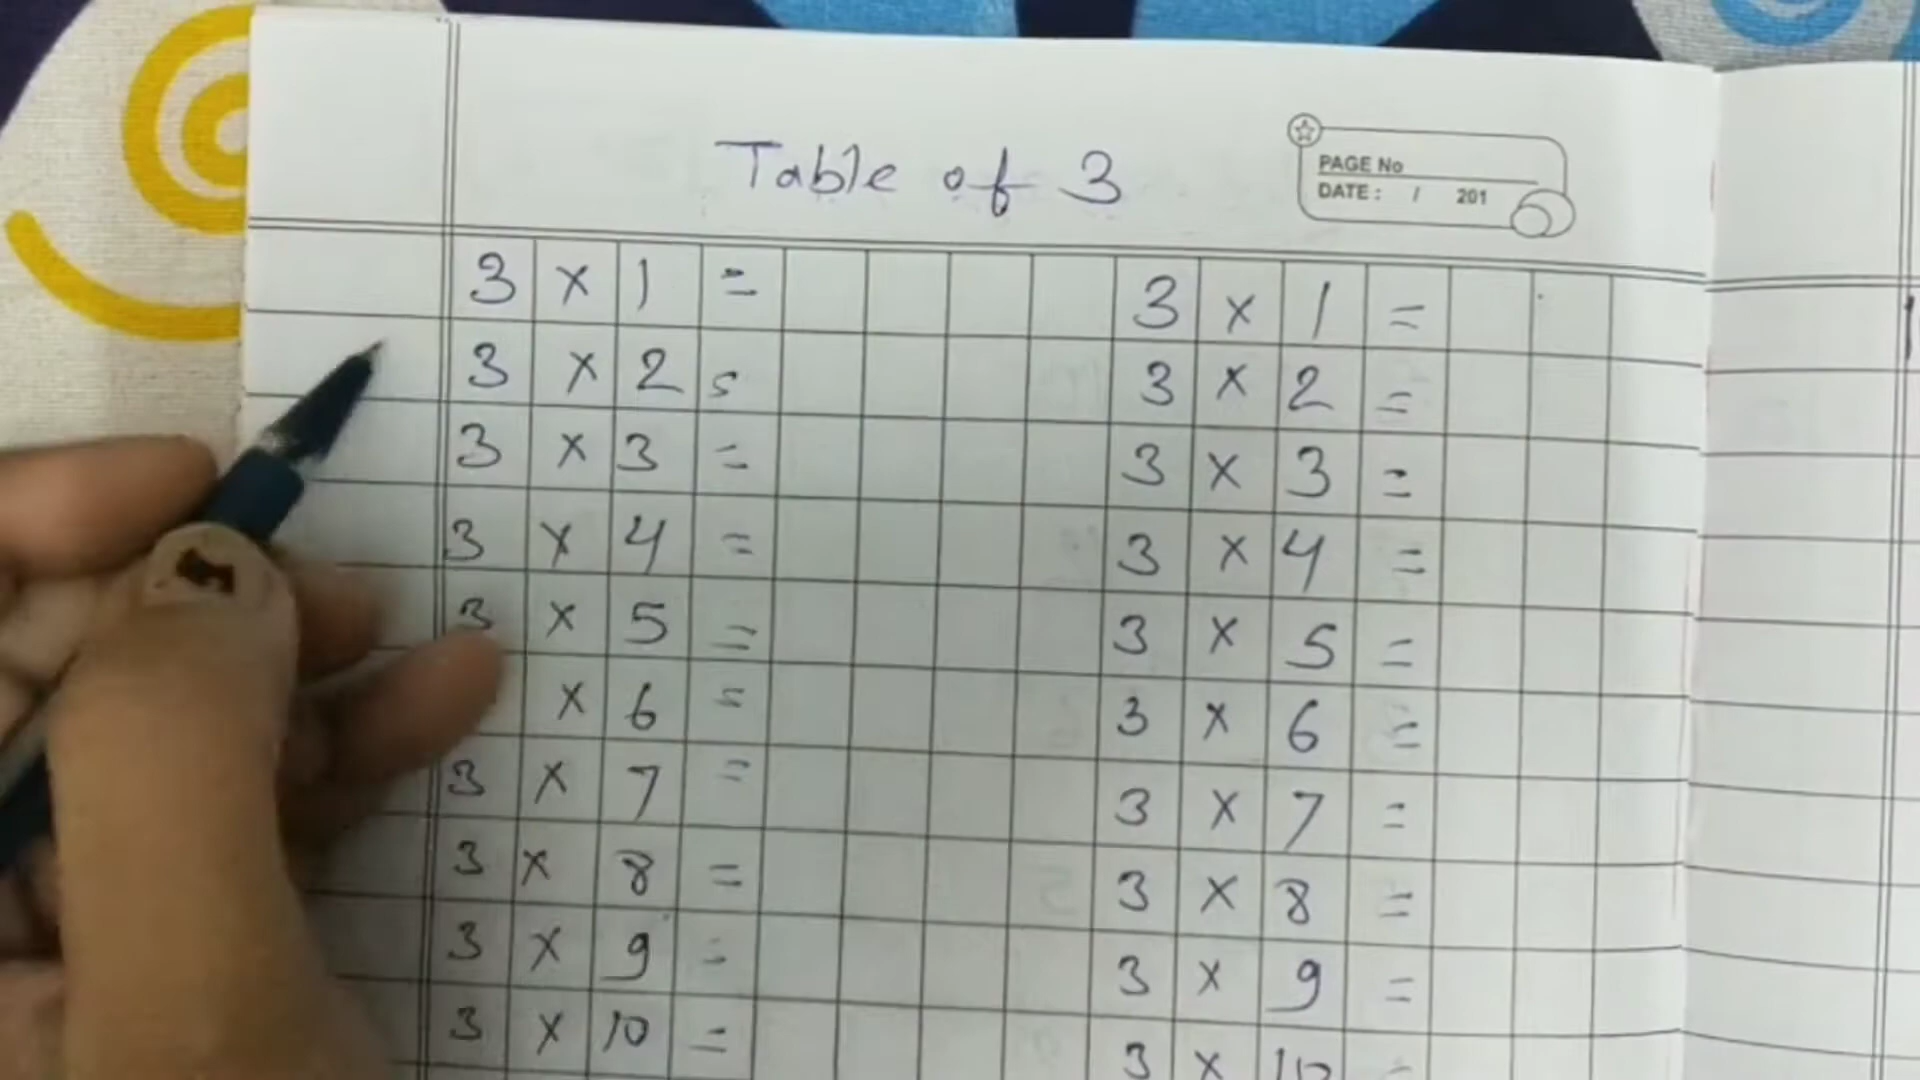 Table of 3
PAGE No
DATE : / 201
3 × 1 =
3 × 2 =
3 × 3 =
3 × 4 =
3 × 5 =
× 6 =
3 × 7 =
3 × 8 =
3 × 9 =
3 × 10 =
3 × 1 =
3 × 2 =
3 × 3 =
3 × 4 =
3 × 5 =
3 × 6 =
3 × 7 =
3 × 8 =
3 × 9 =
3 × 10 =